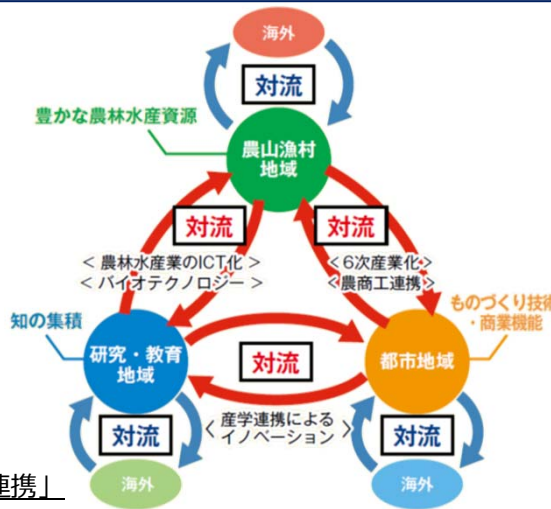 海外
対流
豊かな農林水産資源
農山漁村
地域
対流
対流
< 農林水産業のICT化 >
< バイオテクノロジー >
<6次産業化>
<農商工連携>
ものづくり技術
・商業機能
知の集積
研究・教育
地域
対流
都市地域
産学連携による
イノベーション
対流
対流
連携」
海外
海外